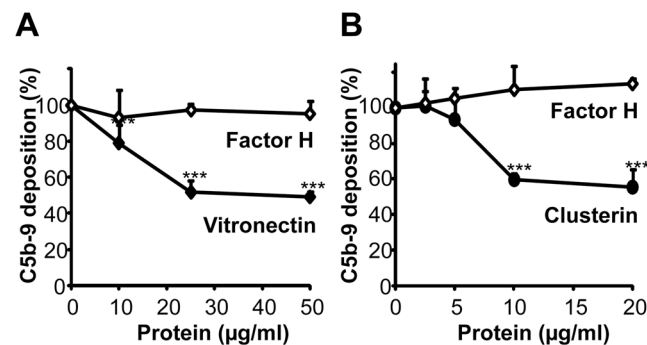 A
B
C5b-9 deposition (%)
100
80
60
40
20
0
***
***
***
Factor H
Vitronectin
0 10 20 30 40 50
Protein (µg/ml)
C5b-9 deposition (%)
100
80
60
40
20
0
***
***
Factor H
Clusterin
0 5 10 15 20
Protein (µg/ml)